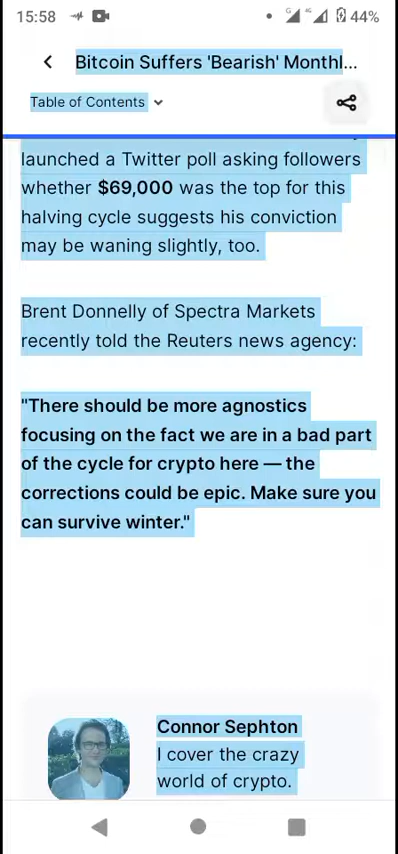 15:58
44%
Bitcoin Suffers 'Bearish' Monthl...
Table of Contents
launched a Twitter poll asking followers
whether $69,000 was the top for this
halving cycle suggests his conviction
may be waning slightly, too.
Brent Donnelly of Spectra Markets
recently told the Reuters news agency:
"There should be more agnostics
focusing on the fact we are in a bad part
of the cycle for crypto here — the
corrections could be epic. Make sure you
can survive winter."
Connor Sephton
I cover the crazy
world of crypto.